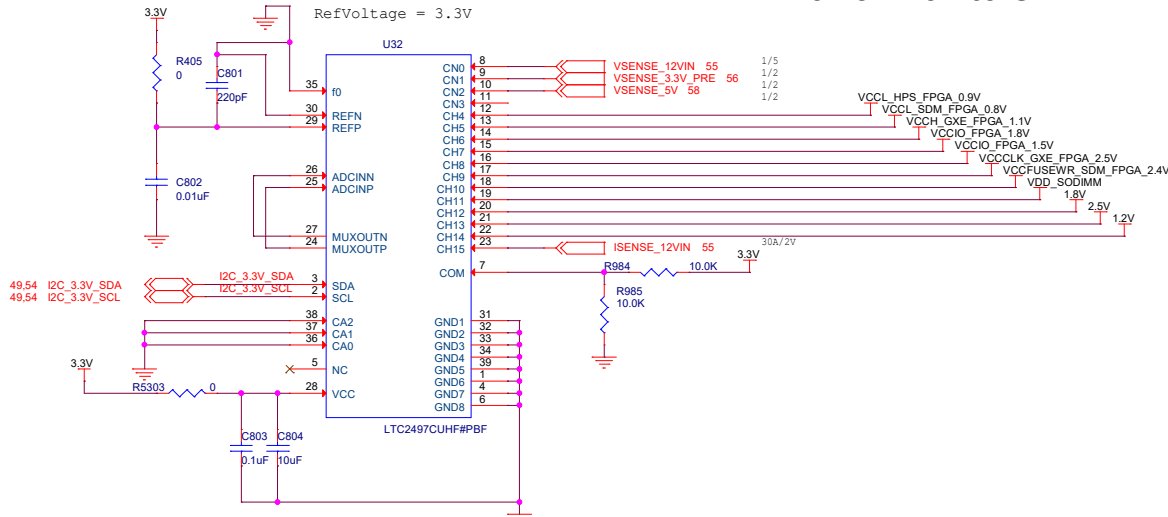 3.3V
RefVoltage = 3.3V
U32
R405
0
C801
220pF
C802
0.01uF
35 f0
30 REFN
29 REFP
26 ADCINN
25 ADCINP
27 MUXOUTN
24 MUXOUTP
49,54 I2C_3.3V_SDA I2C_3.3V_SDA 3 SDA
49,54 I2C_3.3V_SCL I2C_3.3V_SCL 2 SCL
38 CA2
37 CA1
36 CA0
5 NC
3.3V
R5303 0
28 VCC
C803
0.1uF
C804
10uF
CN0 8 VSENSE_12VIN 55 1/5
CN1 9 VSENSE_3.3V_PRE 56 1/2
CN2 10 VSENSE_5V 58 1/2
CN3 11 1/2
CH4 12 VCCL_HPS_FPGA_0.9V
CH5 13 VCCL_SDM_FPGA_0.8V
CH6 14 VCCH_GXE_FPGA_1.1V
CH7 15 VCCIO_FPGA_1.8V
CH8 16 VCCIO_FPGA_1.5V
CH9 17 VCCCLK_GXE_FPGA_2.5V
CH10 18 VCCFUSEWR_SDM_FPGA_2.4V
CH11 19 VDD_SODIMM
CH12 20 1.8V
CH13 21 2.5V
CH14 22 1.2V
CH15 23 ISENSE_12VIN 55 30A/2V
COM 7
R984 10.0K 3.3V
R985
10.0K
GND1 31
GND2 32
GND3 33
GND4 34
GND5 39
GND6 1
GND7 4
GND8 6
LTC2497CUHF#PBF